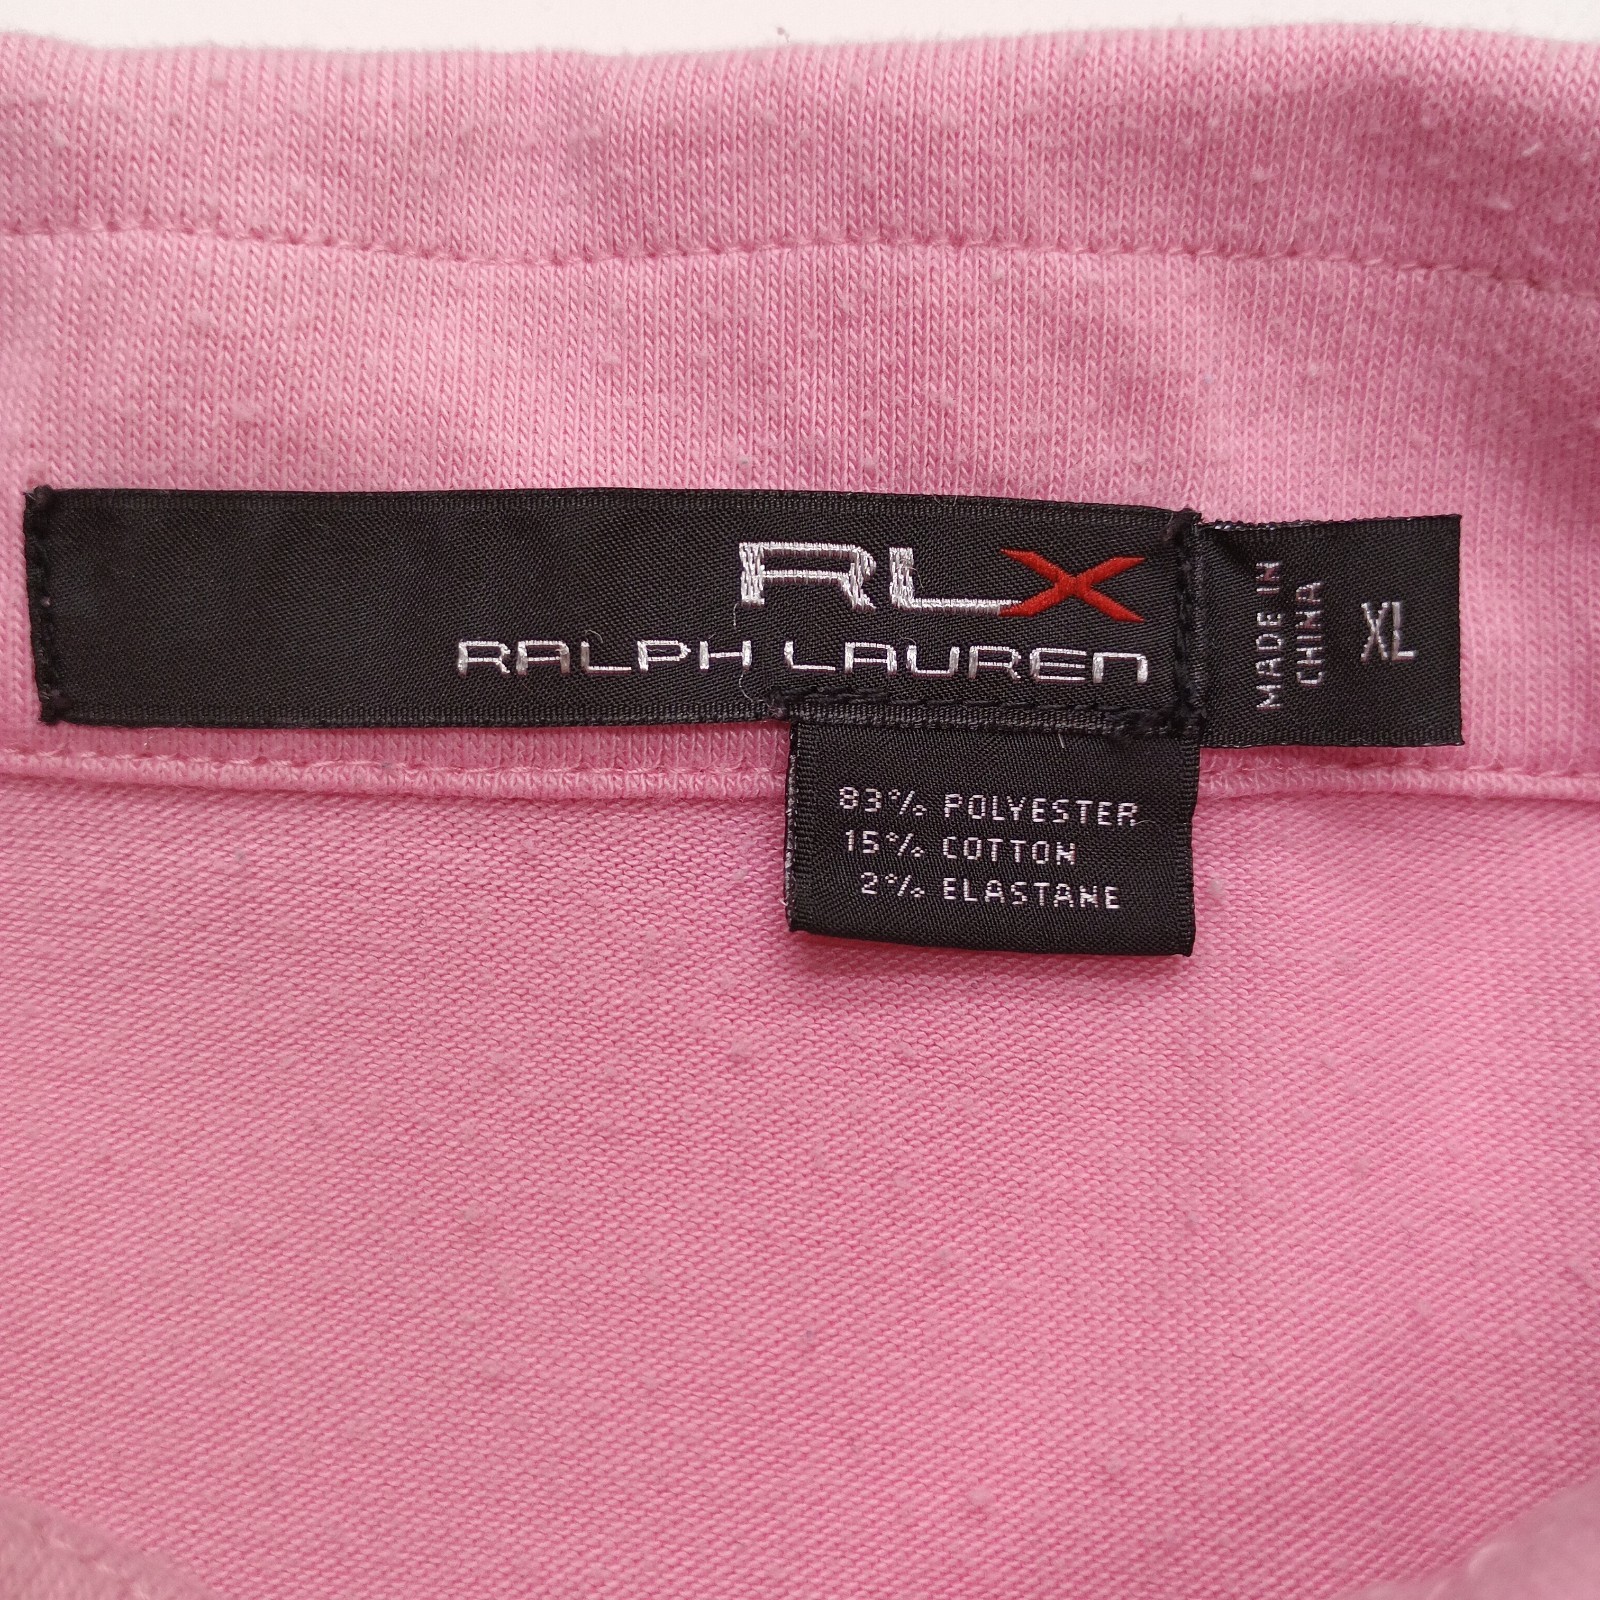 RLX
RALPH LAUREN
MADE IN
CHINA
XL
83% POLYESTER
15% COTTON
2% ELASTANE